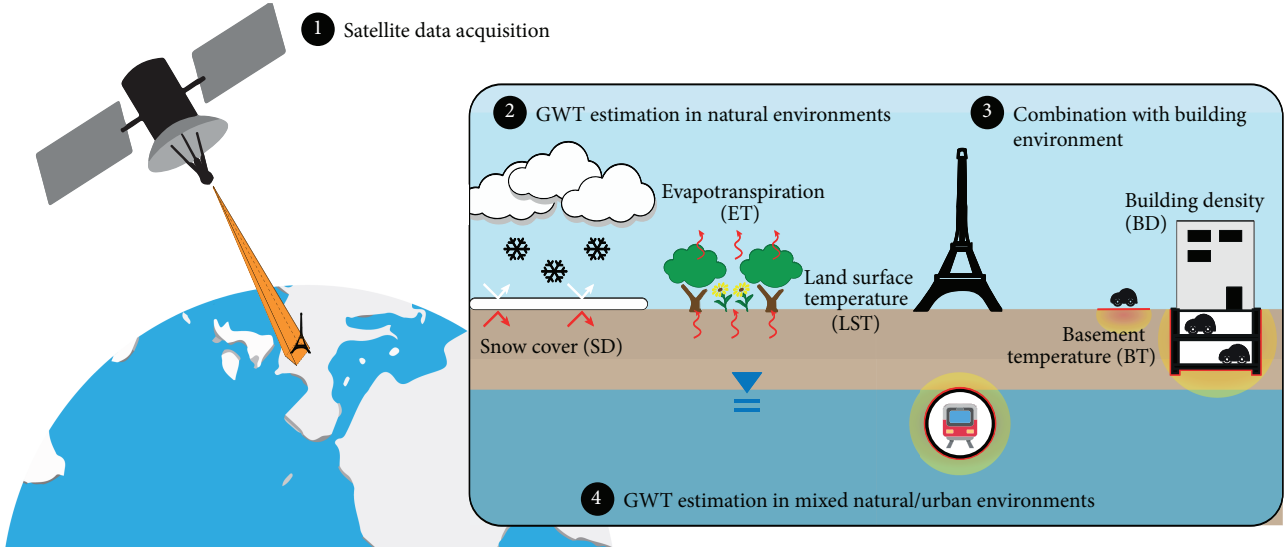 1 Satellite data acquisition
2 GWT estimation in natural environments
3 Combination with building
environment
Evapotranspiration
(ET)
Building density
(BD)
Land surface
temperature
(LST)
Snow cover (SD)
Basement
temperature (BT)
4 GWT estimation in mixed natural/urban environments